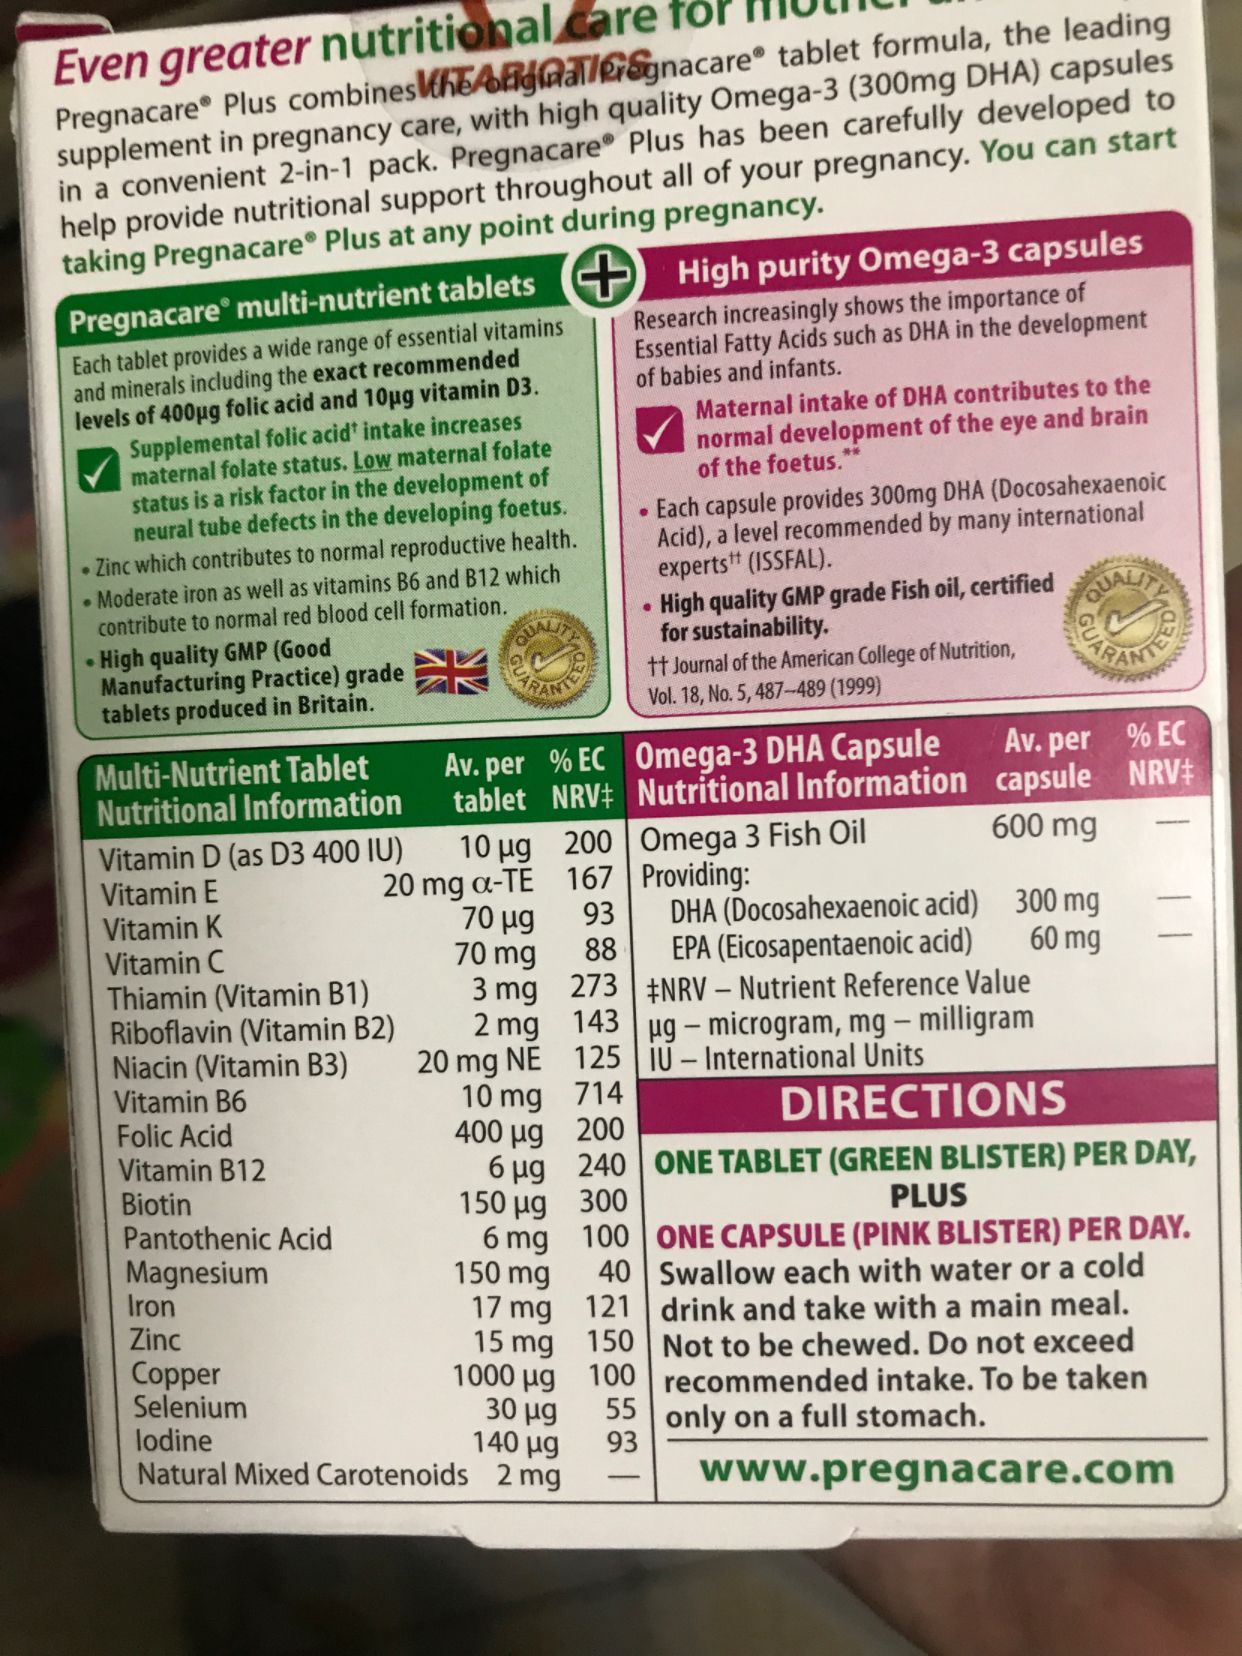 Even greater nutritional care for
VITABIOTICS
Pregnacare® Plus combines the original Pregnacare® tablet formula, the leading
supplement in pregnancy care, with high quality Omega-3 (300mg DHA) capsules
in a convenient 2-in-1 pack. Pregnacare® Plus has been carefully developed to
help provide nutritional support throughout all of your pregnancy. You can start
taking Pregnacare® Plus at any point during pregnancy.
Pregnacare® multi-nutrient tablets
Each tablet provides a wide range of essential vitamins
and minerals including the exact recommended
levels of 400µg folic acid and 10µg vitamin D3.
Supplemental folic acid† intake increases
maternal folate status. Low maternal folate
status is a risk factor in the development of
neural tube defects in the developing foetus.
• Zinc which contributes to normal reproductive health.
• Moderate iron as well as vitamins B6 and B12 which
contribute to normal red blood cell formation.
• High quality GMP (Good
Manufacturing Practice) grade
tablets produced in Britain.
QUALITY
GUARANTEED
+
High purity Omega-3 capsules
Research increasingly shows the importance of
Essential Fatty Acids such as DHA in the development
of babies and infants.
Maternal intake of DHA contributes to the
normal development of the eye and brain
of the foetus.**
• Each capsule provides 300mg DHA (Docosahexaenoic
Acid), a level recommended by many international
experts†† (ISSFAL).
• High quality GMP grade Fish oil, certified
for sustainability.
†† Journal of the American College of Nutrition,
Vol. 18, No. 5, 487–489 (1999)
QUALITY
GUARANTEED
Multi-Nutrient Tablet Av. per % EC
Nutritional Information tablet NRV‡
Vitamin D (as D3 400 IU) 10 µg 200
Vitamin E 20 mg α-TE 167
Vitamin K 70 µg 93
Vitamin C 70 mg 88
Thiamin (Vitamin B1) 3 mg 273
Riboflavin (Vitamin B2) 2 mg 143
Niacin (Vitamin B3) 20 mg NE 125
Vitamin B6 10 mg 714
Folic Acid 400 µg 200
Vitamin B12 6 µg 240
Biotin 150 µg 300
Pantothenic Acid 6 mg 100
Magnesium 150 mg 40
Iron 17 mg 121
Zinc 15 mg 150
Copper 1000 µg 100
Selenium 30 µg 55
Iodine 140 µg 93
Natural Mixed Carotenoids 2 mg —
Omega-3 DHA Capsule Av. per % EC
Nutritional Information capsule NRV‡
Omega 3 Fish Oil 600 mg —
Providing:
DHA (Docosahexaenoic acid) 300 mg —
EPA (Eicosapentaenoic acid) 60 mg —
‡NRV – Nutrient Reference Value
µg – microgram, mg – milligram
IU – International Units
DIRECTIONS
ONE TABLET (GREEN BLISTER) PER DAY,
PLUS
ONE CAPSULE (PINK BLISTER) PER DAY.
Swallow each with water or a cold
drink and take with a main meal.
Not to be chewed. Do not exceed
recommended intake. To be taken
only on a full stomach.
www.pregnacare.com